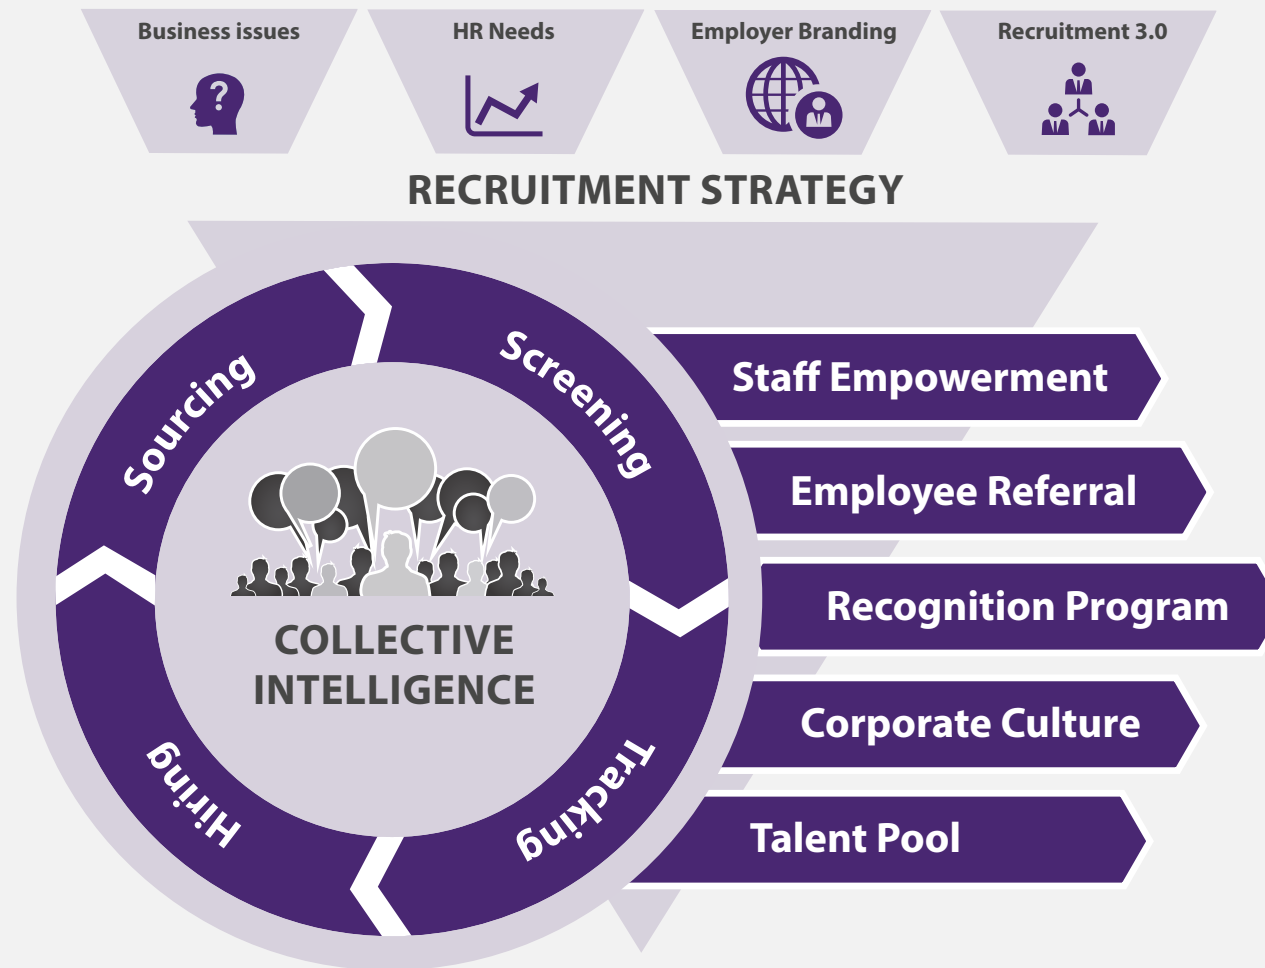 Business issues
HR Needs
Employer Branding
Recruitment 3.0
?
RECRUITMENT STRATEGY
Sourcing
Screening
Staff Empowerment
Employee Referral
Recognition Program
COLLECTIVE
INTELLIGENCE
Corporate Culture
Hiring
Tracking
Talent Pool